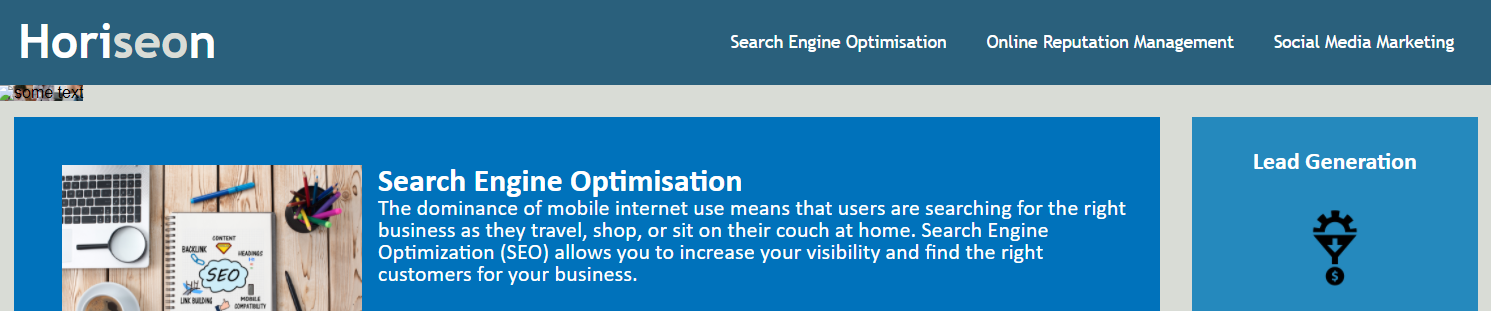 Horiseon
Search Engine Optimisation
Online Reputation Management
Social Media Marketing
some text
Search Engine Optimisation
The dominance of mobile internet use means that users are searching for the right
business as they travel, shop, or sit on their couch at home. Search Engine
Optimization (SEO) allows you to increase your visibility and find the right
customers for your business.
CONTENT
BACKLINK
HEADINGS
SEO
LINK BUILDING
MOBILE
COMPATIBILITY
Lead Generation
$